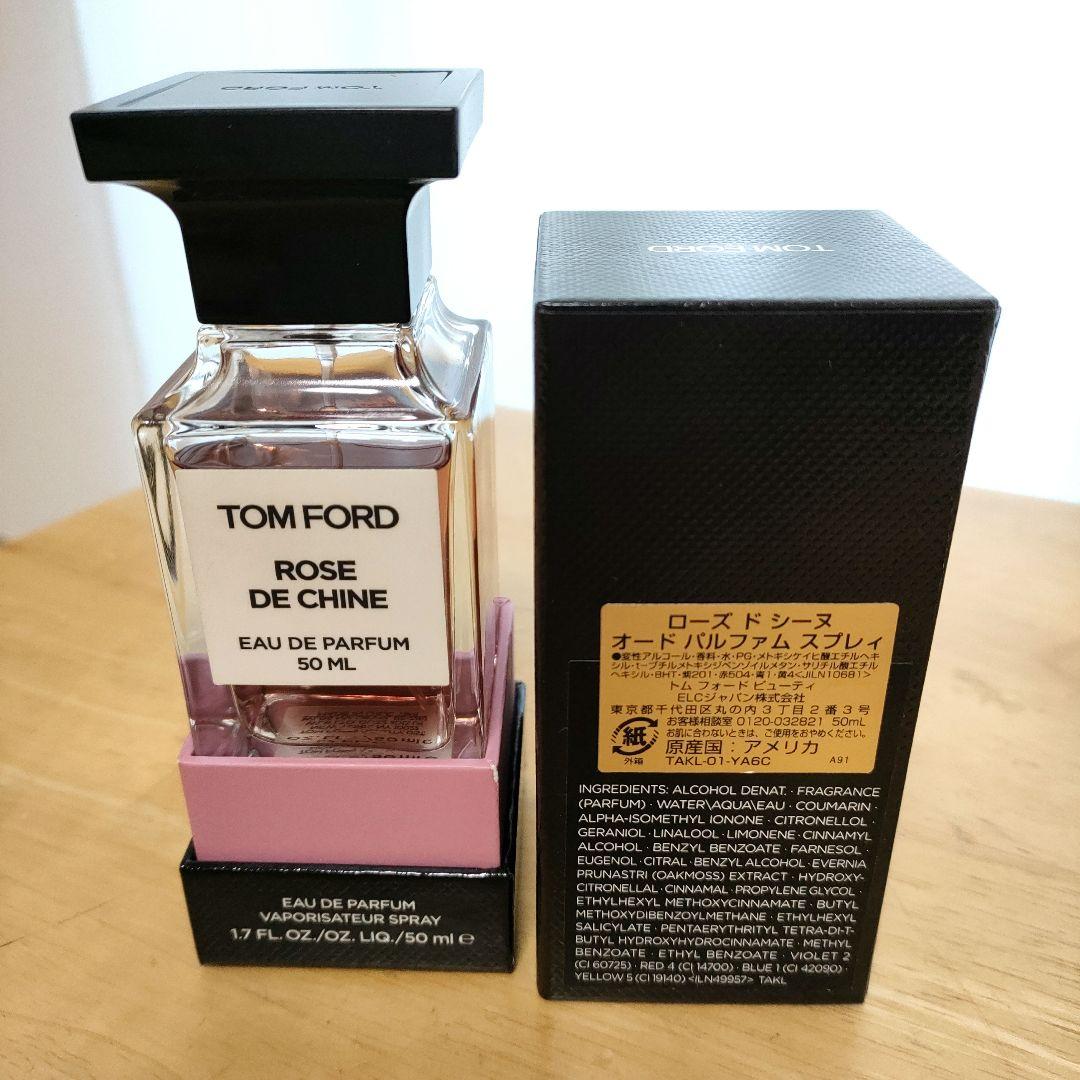 TOM FORD
TOM FORD
ROSE
DE CHINE
EAU DE PARFUM
50 ML
EAU DE PARFUM
VAPORISATEUR SPRAY
1.7 FL. OZ./OZ. LIQ./50 ml e
TOM FORD
ローズ ド シーヌ
オード パルファム スプレィ
●変性アルコール・香料・水・PG・メトキシケイヒ酸エチルヘキ
シル・t-ブチルメトキシジベンゾイルメタン・サリチル酸エチル
ヘキシル・BHT・紫201・赤504・青1・黄4<JILN10681>
トム フォード ビューティ
ELCジャパン株式会社
東京都千代田区丸の内3丁目2番3号
お客様相談室 0120-032821 50mL
お肌に合わないときは、ご使用をおやめください。
紙
外箱
原産国:アメリカ
TAKL-01-YA6C A91
INGREDIENTS: ALCOHOL DENAT. · FRAGRANCE
(PARFUM) · WATER\AQUA\EAU · COUMARIN ·
ALPHA-ISOMETHYL IONONE · CITRONELLOL ·
GERANIOL · LINALOOL · LIMONENE · CINNAMYL
ALCOHOL · BENZYL BENZOATE · FARNESOL ·
EUGENOL · CITRAL · BENZYL ALCOHOL · EVERNIA
PRUNASTRI (OAKMOSS) EXTRACT · HYDROXY-
CITRONELLAL · CINNAMAL · PROPYLENE GLYCOL ·
ETHYLHEXYL METHOXYCINNAMATE · BUTYL
METHOXYDIBENZOYLMETHANE · ETHYLHEXYL
SALICYLATE · PENTAERYTHRITYL TETRA-DI-T-
BUTYL HYDROXYHYDROCINNAMATE · METHYL
BENZOATE · ETHYL BENZOATE · VIOLET 2
(CI 60725) · RED 4 (CI 14700) · BLUE 1 (CI 42090) ·
YELLOW 5 (CI 19140) <ILN49957> TAKL